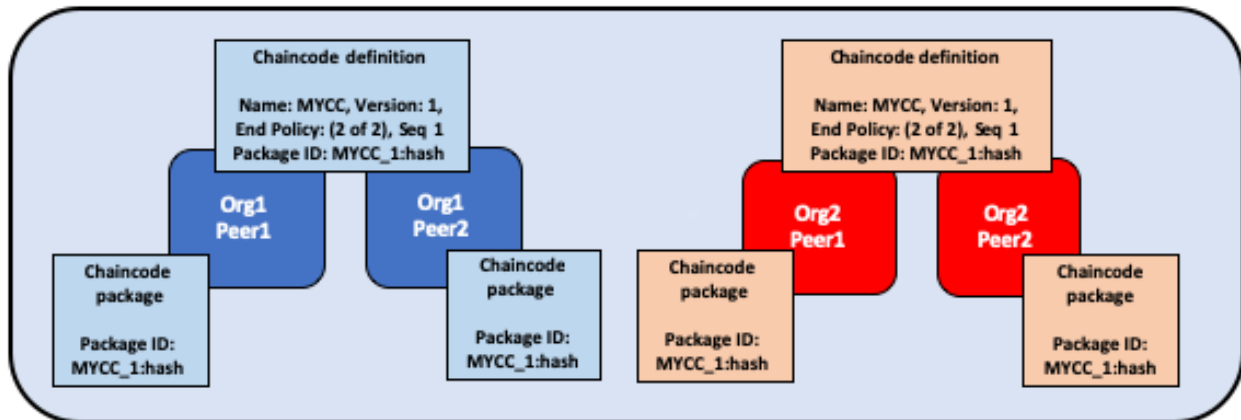 Chaincode definition
Name: MYCC, Version: 1,
End Policy: (2 of 2), Seq 1
Package ID: MYCC_1:hash
Org1
Peer1
Org1
Peer2
Chaincode
package
Package ID:
MYCC_1:hash
Chaincode
package
Package ID:
MYCC_1:hash
Chaincode definition
Name: MYCC, Version: 1,
End Policy: (2 of 2), Seq 1
Package ID: MYCC_1:hash
Org2
Peer1
Org2
Peer2
Chaincode
package
Package ID:
MYCC_1:hash
Chaincode
package
Package ID:
MYCC_1:hash